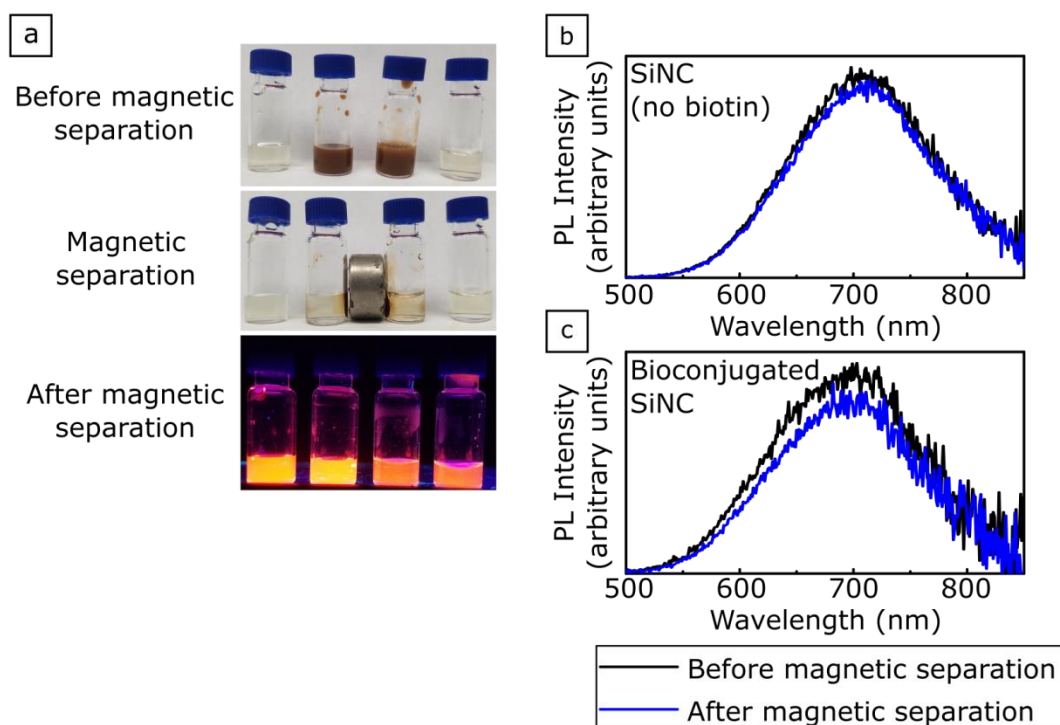 a
Before magnetic
separation
Magnetic
separation
After magnetic
separation
b
SiNC
(no biotin)
PL Intensity
(arbitrary units)
500 600 700 800
Wavelength (nm)
c
Bioconjugated
SiNC
PL Intensity
(arbitrary units)
500 600 700 800
Wavelength (nm)
Before magnetic separation
After magnetic separation